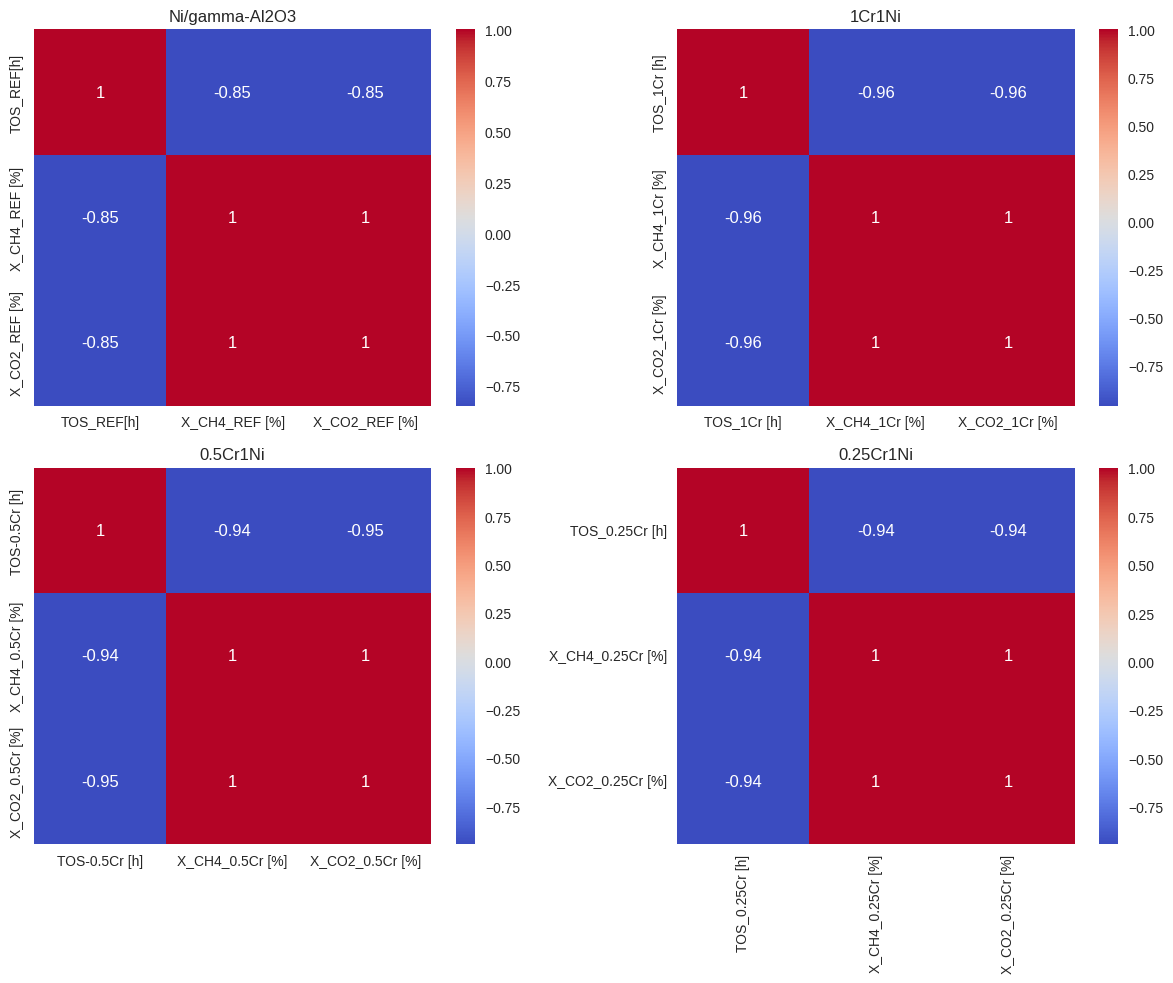 Ni/gamma-Al2O3
TOS_REF[h]
X_CH4_REF [%]
X_CO2_REF [%]
1 -0.85 -0.85
-0.85 1 1
-0.85 1 1
TOS_REF[h] X_CH4_REF [%] X_CO2_REF [%]
1.00
0.75
0.50
0.25
0.00
−0.25
−0.50
−0.75
1Cr1Ni
TOS_1Cr [h]
X_CH4_1Cr [%]
X_CO2_1Cr [%]
1 -0.96 -0.96
-0.96 1 1
-0.96 1 1
TOS_1Cr [h] X_CH4_1Cr [%] X_CO2_1Cr [%]
1.00
0.75
0.50
0.25
0.00
−0.25
−0.50
−0.75
0.5Cr1Ni
TOS-0.5Cr [h]
X_CH4_0.5Cr [%]
X_CO2_0.5Cr [%]
1 -0.94 -0.95
-0.94 1 1
-0.95 1 1
TOS-0.5Cr [h] X_CH4_0.5Cr [%] X_CO2_0.5Cr [%]
1.00
0.75
0.50
0.25
0.00
−0.25
−0.50
−0.75
0.25Cr1Ni
TOS_0.25Cr [h]
X_CH4_0.25Cr [%]
X_CO2_0.25Cr [%]
1 -0.94 -0.94
-0.94 1 1
-0.94 1 1
TOS_0.25Cr [h]
X_CH4_0.25Cr [%]
X_CO2_0.25Cr [%]
1.00
0.75
0.50
0.25
0.00
−0.25
−0.50
−0.75